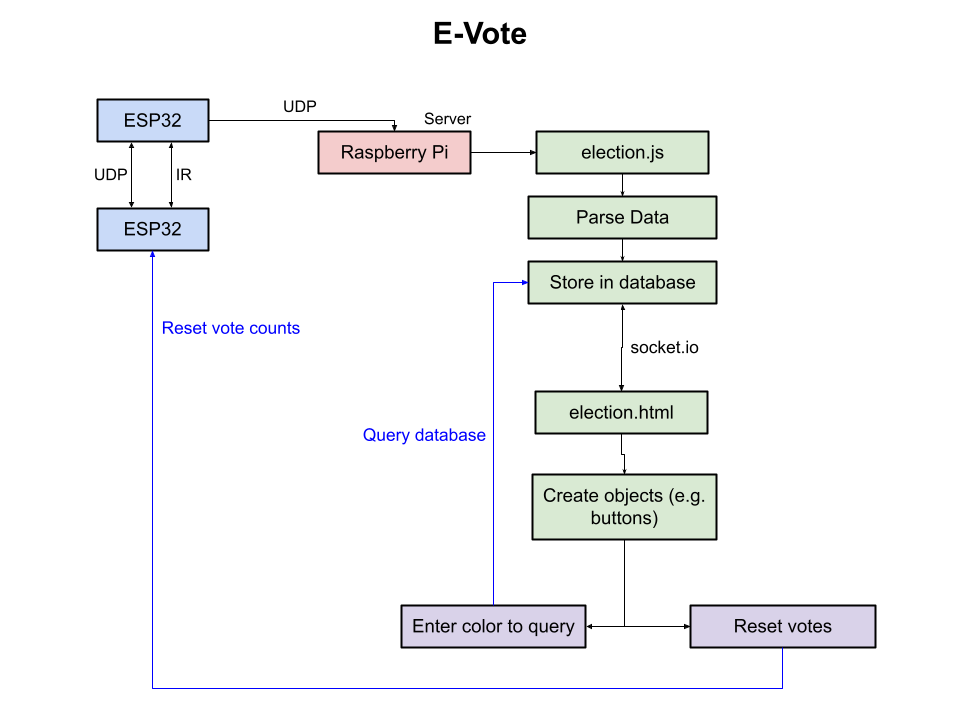 E-Vote
UDP
ESP32
Server
Raspberry Pi
election.js
UDP
IR
Parse Data
ESP32
Store in database
Reset vote counts
socket.io
election.html
Query database
Create objects (e.g.
buttons)
Enter color to query
Reset votes